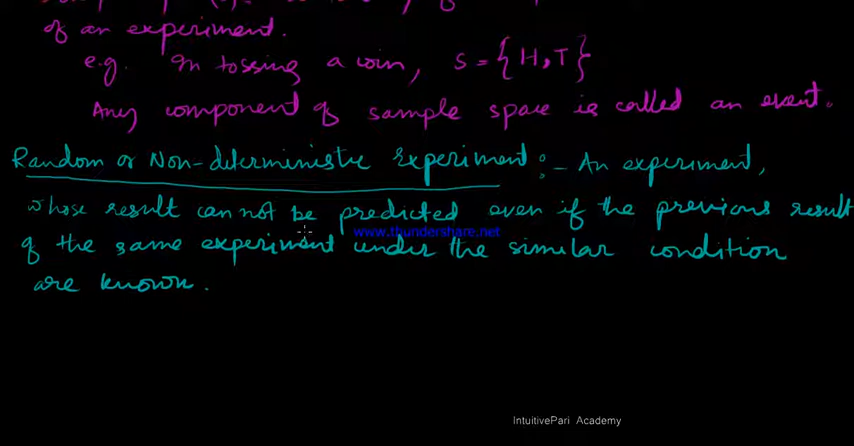 of an experiment.
e.g. In tossing a coin, S = {H, T}
Any component of sample space is called an event.
Random or Non-deterministic Experiment :- An experiment,
whose result can not be predicted even if the previous result
www.thundershare.net
of the same experiment under the similar condition
are known.
IntuitivePari Academy